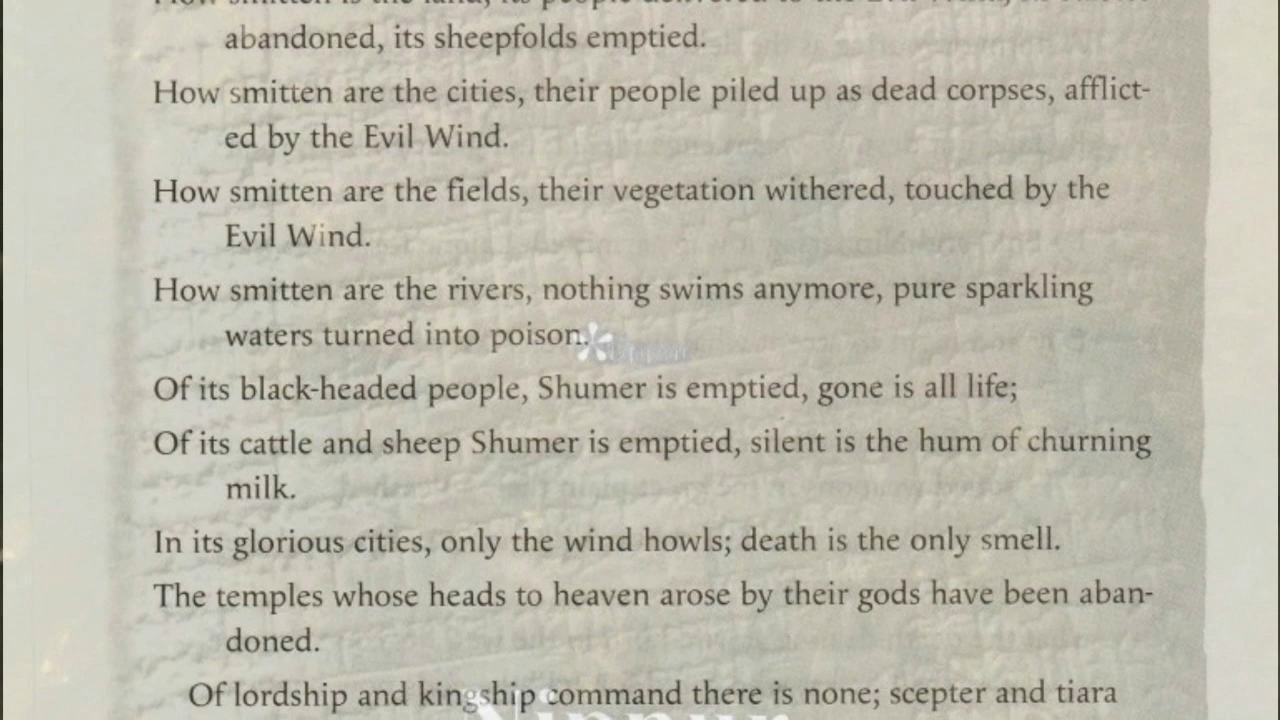 abandoned, its sheepfolds emptied.
How smitten are the cities, their people piled up as dead corpses, afflict-
ed by the Evil Wind.
How smitten are the fields, their vegetation withered, touched by the
Evil Wind.
How smitten are the rivers, nothing swims anymore, pure sparkling
waters turned into poison.
Of its black-headed people, Shumer is emptied, gone is all life;
Of its cattle and sheep Shumer is emptied, silent is the hum of churning
milk.
In its glorious cities, only the wind howls; death is the only smell.
The temples whose heads to heaven arose by their gods have been aban-
doned.
Of lordship and kingship command there is none; scepter and tiara